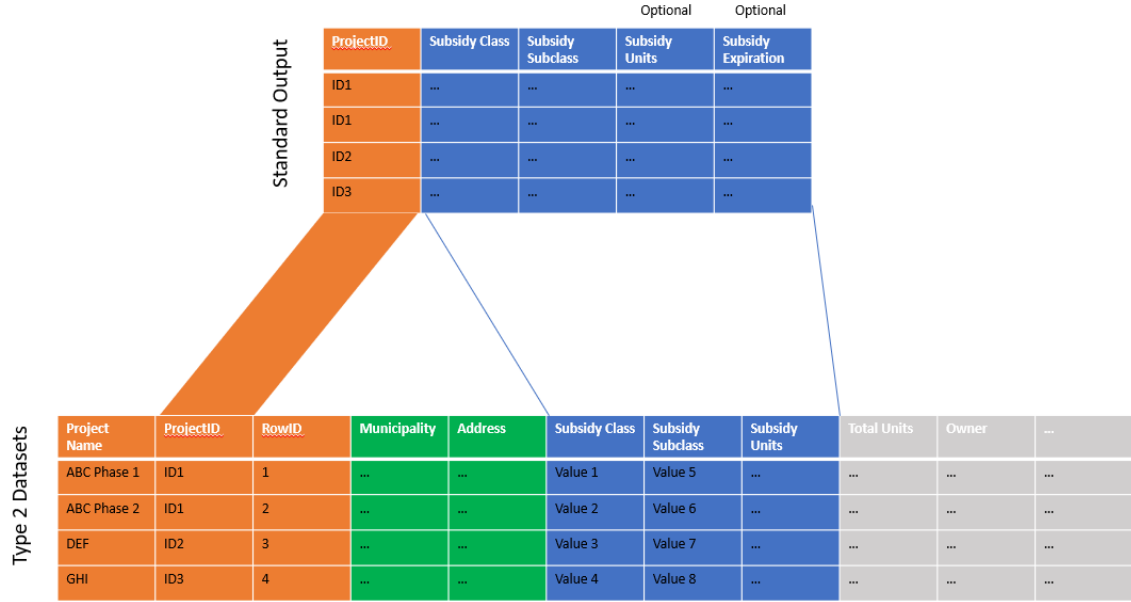 Optional Optional
Standard Output
ProjectID Subsidy Class Subsidy Subsidy Subsidy
Subclass Units Expiration
ID1 ... ... ... ...
ID1 ... ... ... ...
ID2 ... ... ... ...
ID3 ... ... ... ...
Type 2 Datasets
Project ProjectID RowID Municipality Address Subsidy Class Subsidy Subsidy Total Units Owner ...
Name Subclass Units
ABC Phase 1 ID1 1 ... ... Value 1 Value 5 ... ... ... ...
ABC Phase 2 ID1 2 ... ... Value 2 Value 6 ... ... ... ...
DEF ID2 3 ... ... Value 3 Value 7 ... ... ... ...
GHI ID3 4 ... ... Value 4 Value 8 ... ... ... ...